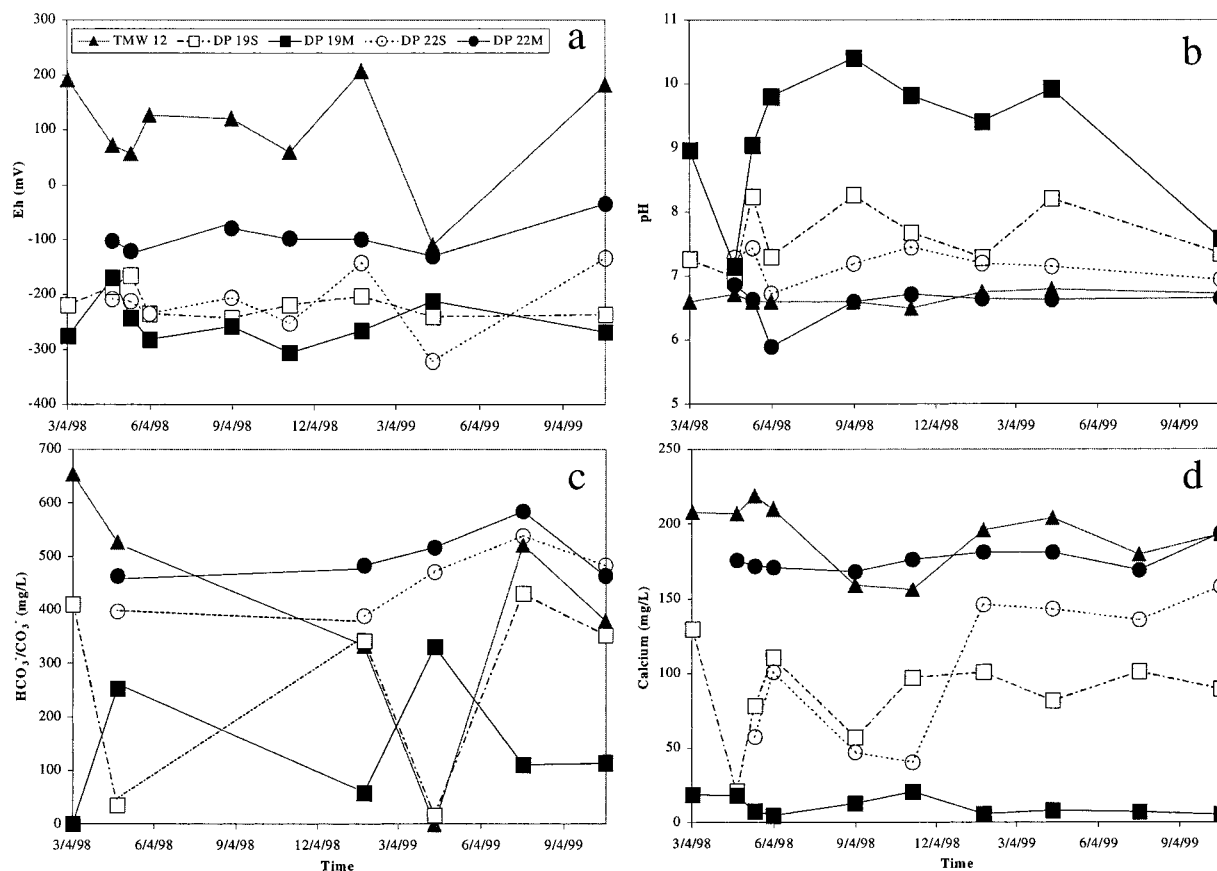 a
300
200
100
0
-100
-200
-300
-400
Eh (mV)
TMW 12 DP 19S DP 19M DP 22S DP 22M
3/4/98 6/4/98 9/4/98 12/4/98 3/4/99 6/4/99 9/4/99
b
11
10
9
8
7
6
5
pH
3/4/98 6/4/98 9/4/98 12/4/98 3/4/99 6/4/99 9/4/99
c
700
600
500
400
300
200
100
0
HCO₃⁻/CO₃⁻ (mg/L)
3/4/98 6/4/98 9/4/98 12/4/98 3/4/99 6/4/99 9/4/99
Time
d
250
200
150
100
50
0
Calcium (mg/L)
3/4/98 6/4/98 9/4/98 12/4/98 3/4/99 6/4/99 9/4/99
Time